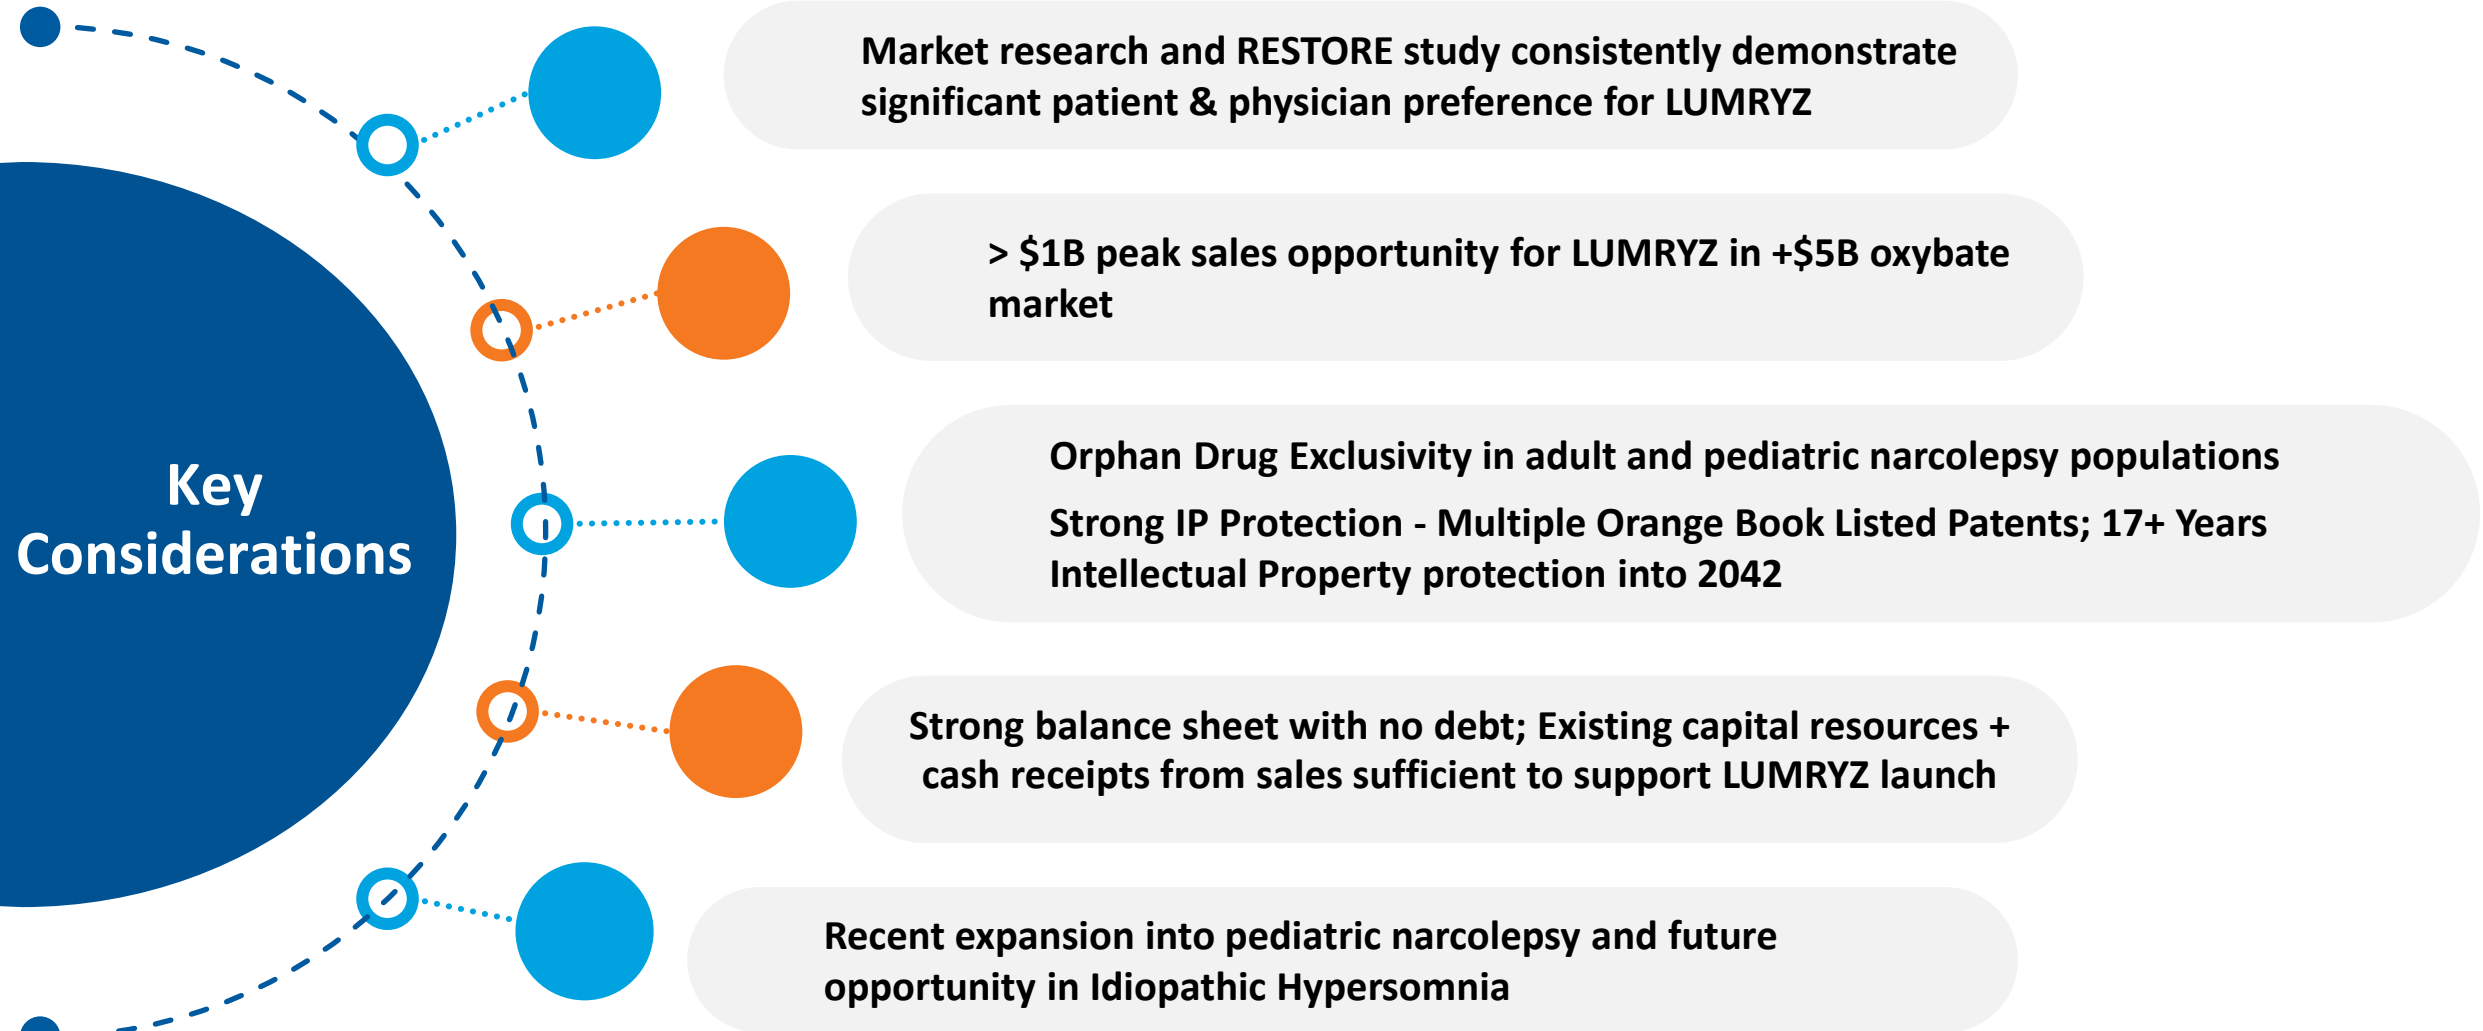 Key
Considerations
Market research and RESTORE study consistently demonstrate
significant patient & physician preference for LUMRYZ
> $1B peak sales opportunity for LUMRYZ in +$5B oxybate
market
Orphan Drug Exclusivity in adult and pediatric narcolepsy populations
Strong IP Protection - Multiple Orange Book Listed Patents; 17+ Years
Intellectual Property protection into 2042
Strong balance sheet with no debt; Existing capital resources +
cash receipts from sales sufficient to support LUMRYZ launch
Recent expansion into pediatric narcolepsy and future
opportunity in Idiopathic Hypersomnia